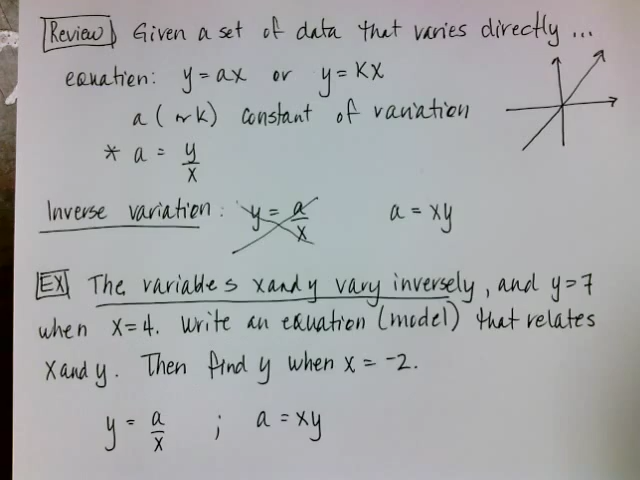 Review Given a set of data that varies directly ...
equation: y = ax or y = Kx
a (or k) constant of variation
* a = y/x
Inverse variation: y = a/x a = xy
EX The variables x and y vary inversely, and y=7
when x=4. Write an equation (model) that relates
x and y. Then find y when x = -2.
y = a/x ; a = xy